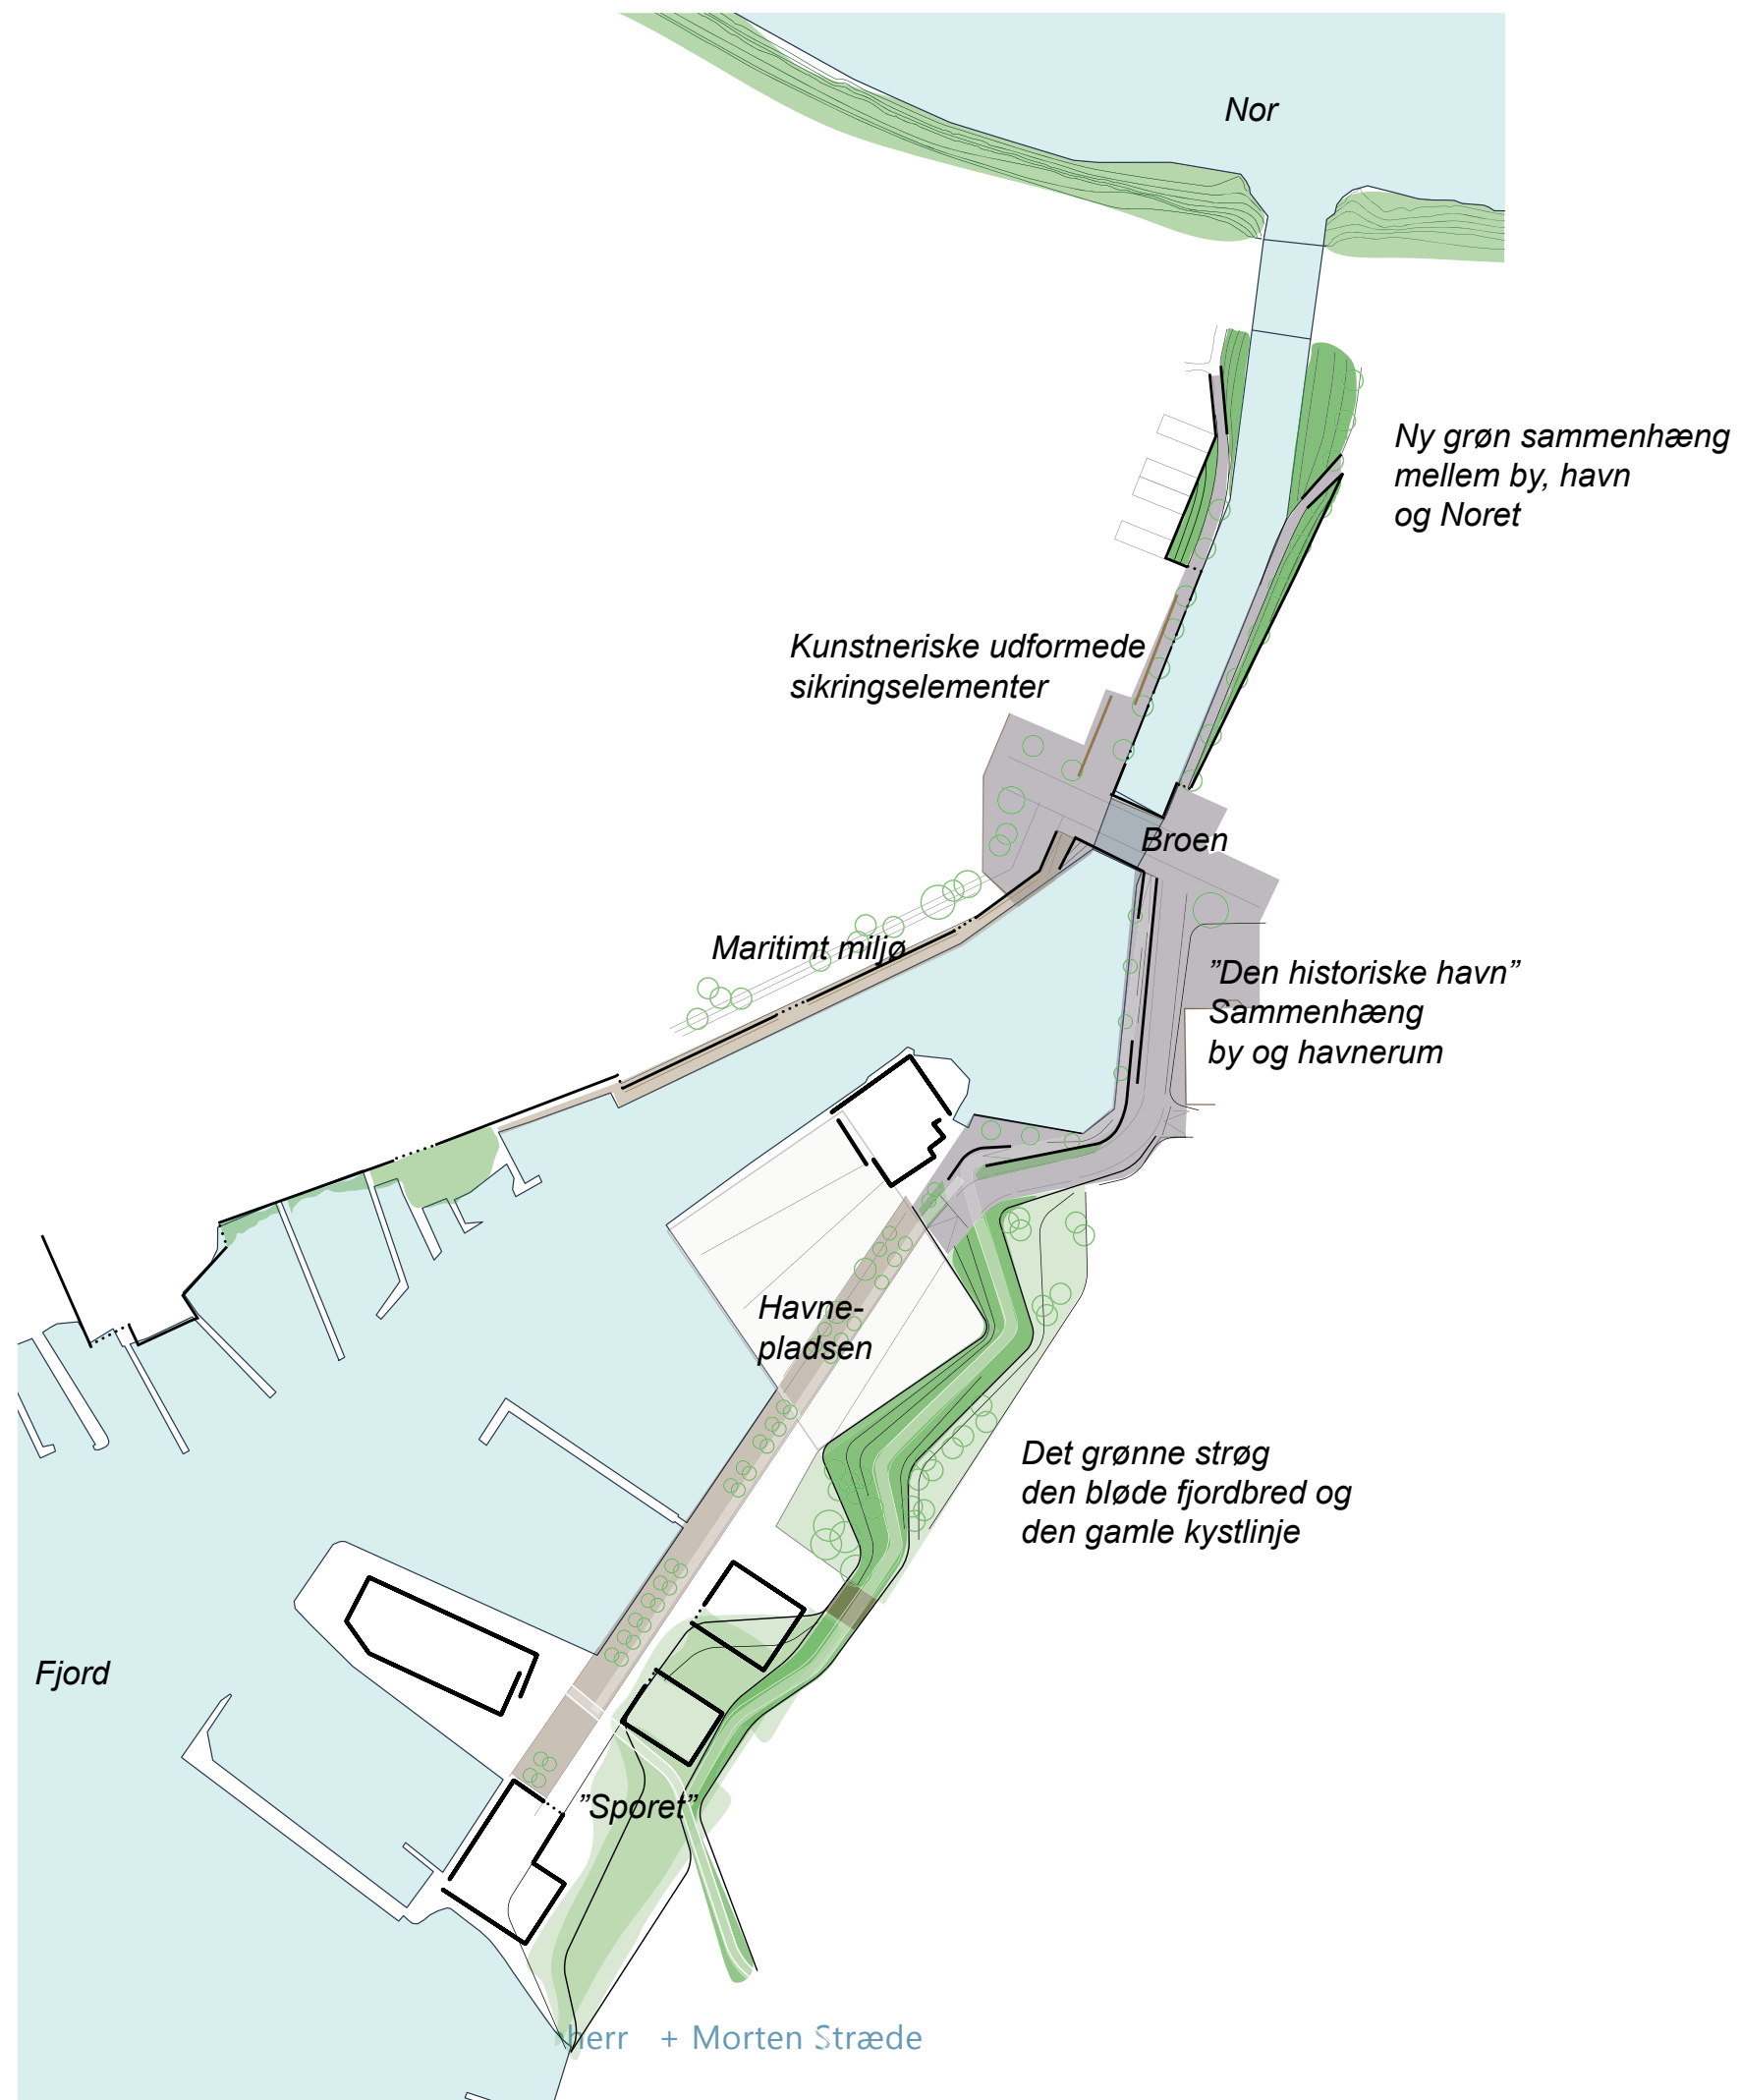 Nor
Ny grøn sammenhæng
mellem by, havn
og Noret
Kunstneriske udformede
sikringselementer
Broen
Maritimt miljø
”Den historiske havn”
Sammenhæng
by og havnerum
Havne-
pladsen
Det grønne strøg
den bløde fjordbred og
den gamle kystlinje
Fjord
”Sporet”
+ Morten Stræde